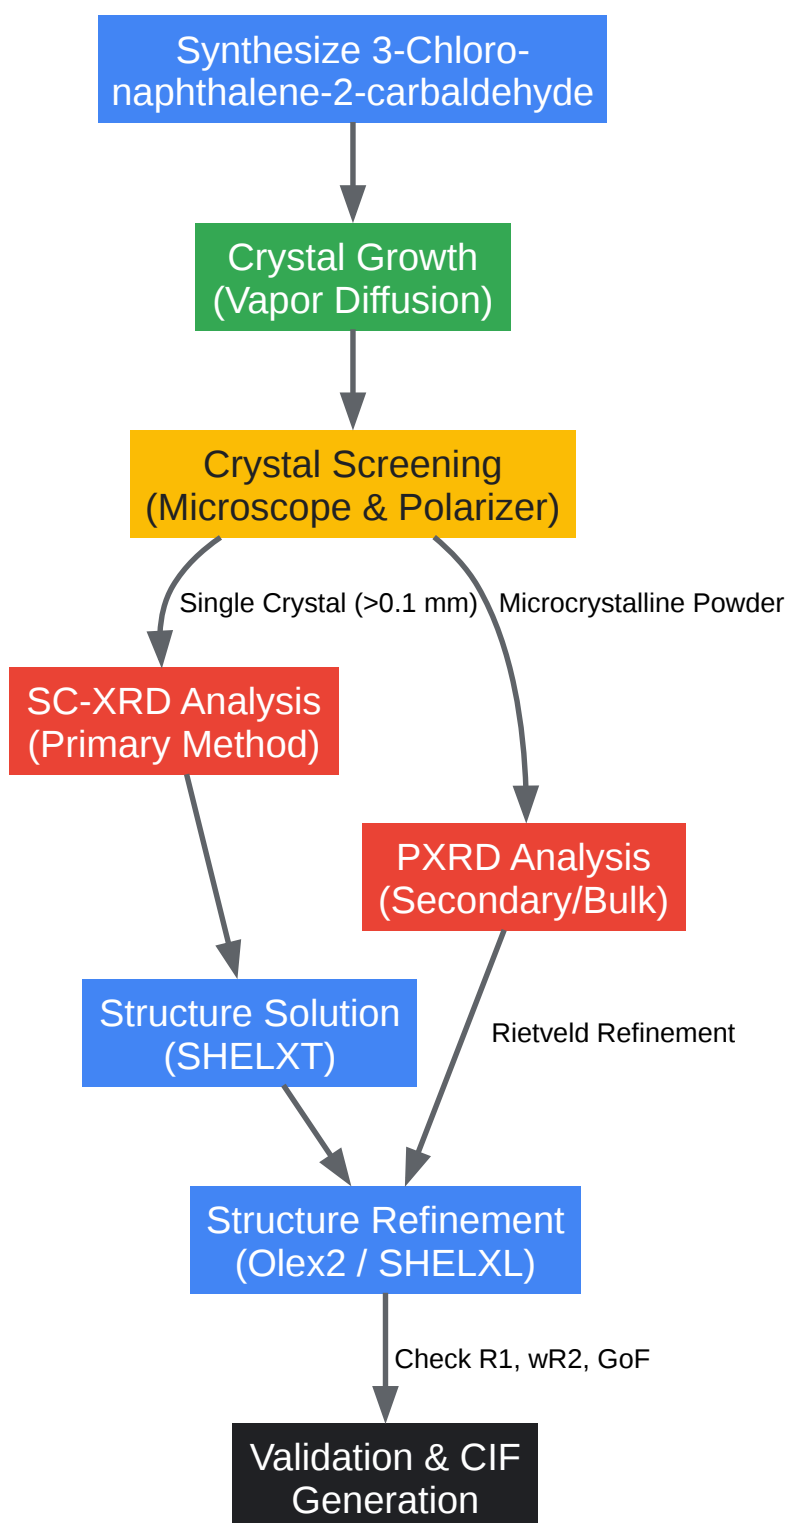 Synthesize 3-Chloro-
naphthalene-2-carbaldehyde
Crystal Growth
(Vapor Diffusion)
Crystal Screening
(Microscope & Polarizer)
Single Crystal (>0.1 mm)
Microcrystalline Powder
SC-XRD Analysis
(Primary Method)
PXRD Analysis
(Secondary/Bulk)
Structure Solution
(SHELXT)
Rietveld Refinement
Structure Refinement
(Olex2 / SHELXL)
Check R1, wR2, GoF
Validation & CIF
Generation